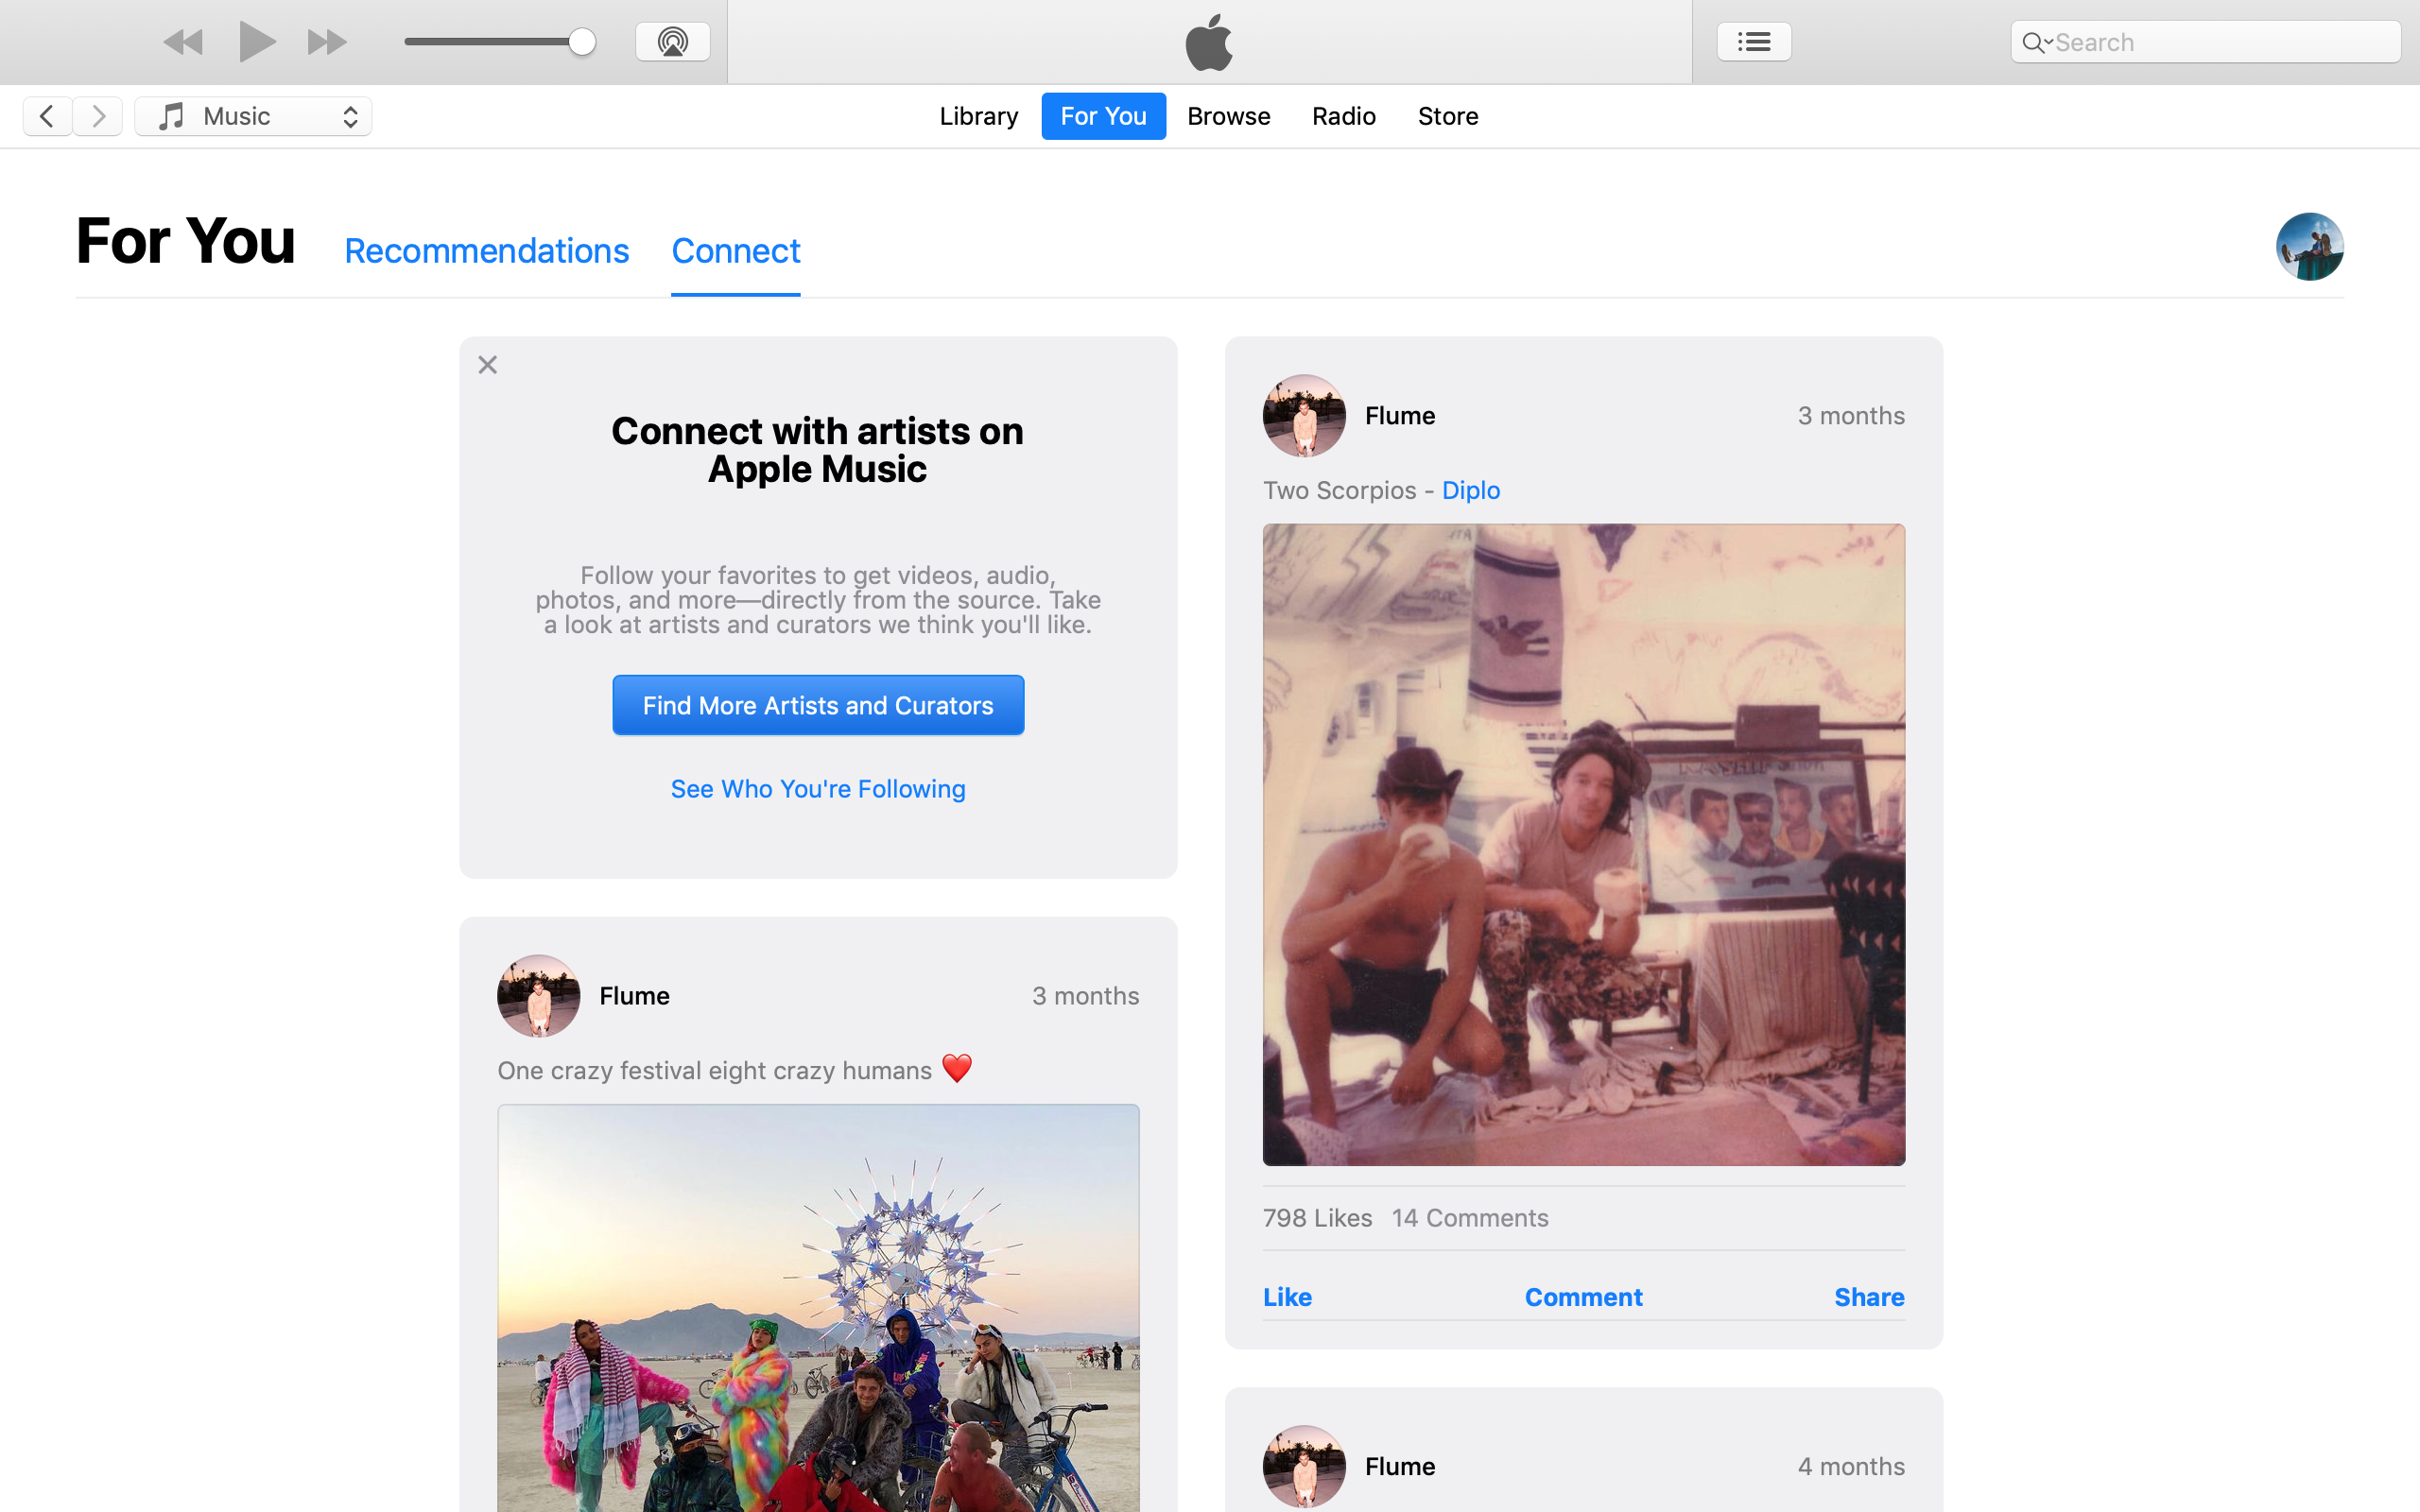 Search
Music
Library
For You
Browse
Radio
Store
For You
Recommendations
Connect
Connect with artists on
Apple Music
Follow your favorites to get videos, audio,
photos, and more—directly from the source. Take
a look at artists and curators we think you'll like.
Find More Artists and Curators
See Who You're Following
Flume
3 months
One crazy festival eight crazy humans ❤️
Flume
3 months
Two Scorpios - Diplo
798 Likes 14 Comments
Like
Comment
Share
Flume
4 months